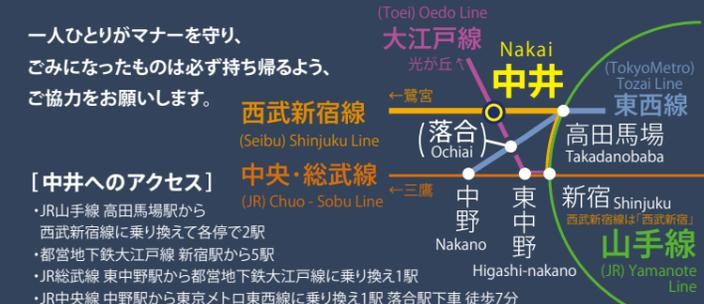 一人ひとりがマナーを守り、
ごみになったものは必ず持ち帰るよう、
ご協力をお願いします。
(Toei) Oedo Line
大江戸線
光が丘↖
Nakai
中井
(TokyoMetro)
Tozai Line
東西線
←鷺宮
西武新宿線
(Seibu) Shinjuku Line
(落合)
Ochiai
高田馬場
Takadanobaba
中央・総武線
(JR) Chuo - Sobu Line
←三鷹
中野
Nakano
東中野
Higashi-nakano
新宿 Shinjuku
西武新宿線は「西武新宿」
山手線
(JR) Yamanote
Line
[中井へのアクセス]
・JR山手線 高田馬場駅から
西武新宿線に乗り換えて各停で2駅
・都営地下鉄大江戸線 新宿駅から5駅
・JR総武線 東中野駅から都営地下鉄大江戸線に乗り換え1駅
・JR中央線 中野駅から東京メトロ東西線に乗り換え1駅 落合駅下車 徒歩7分